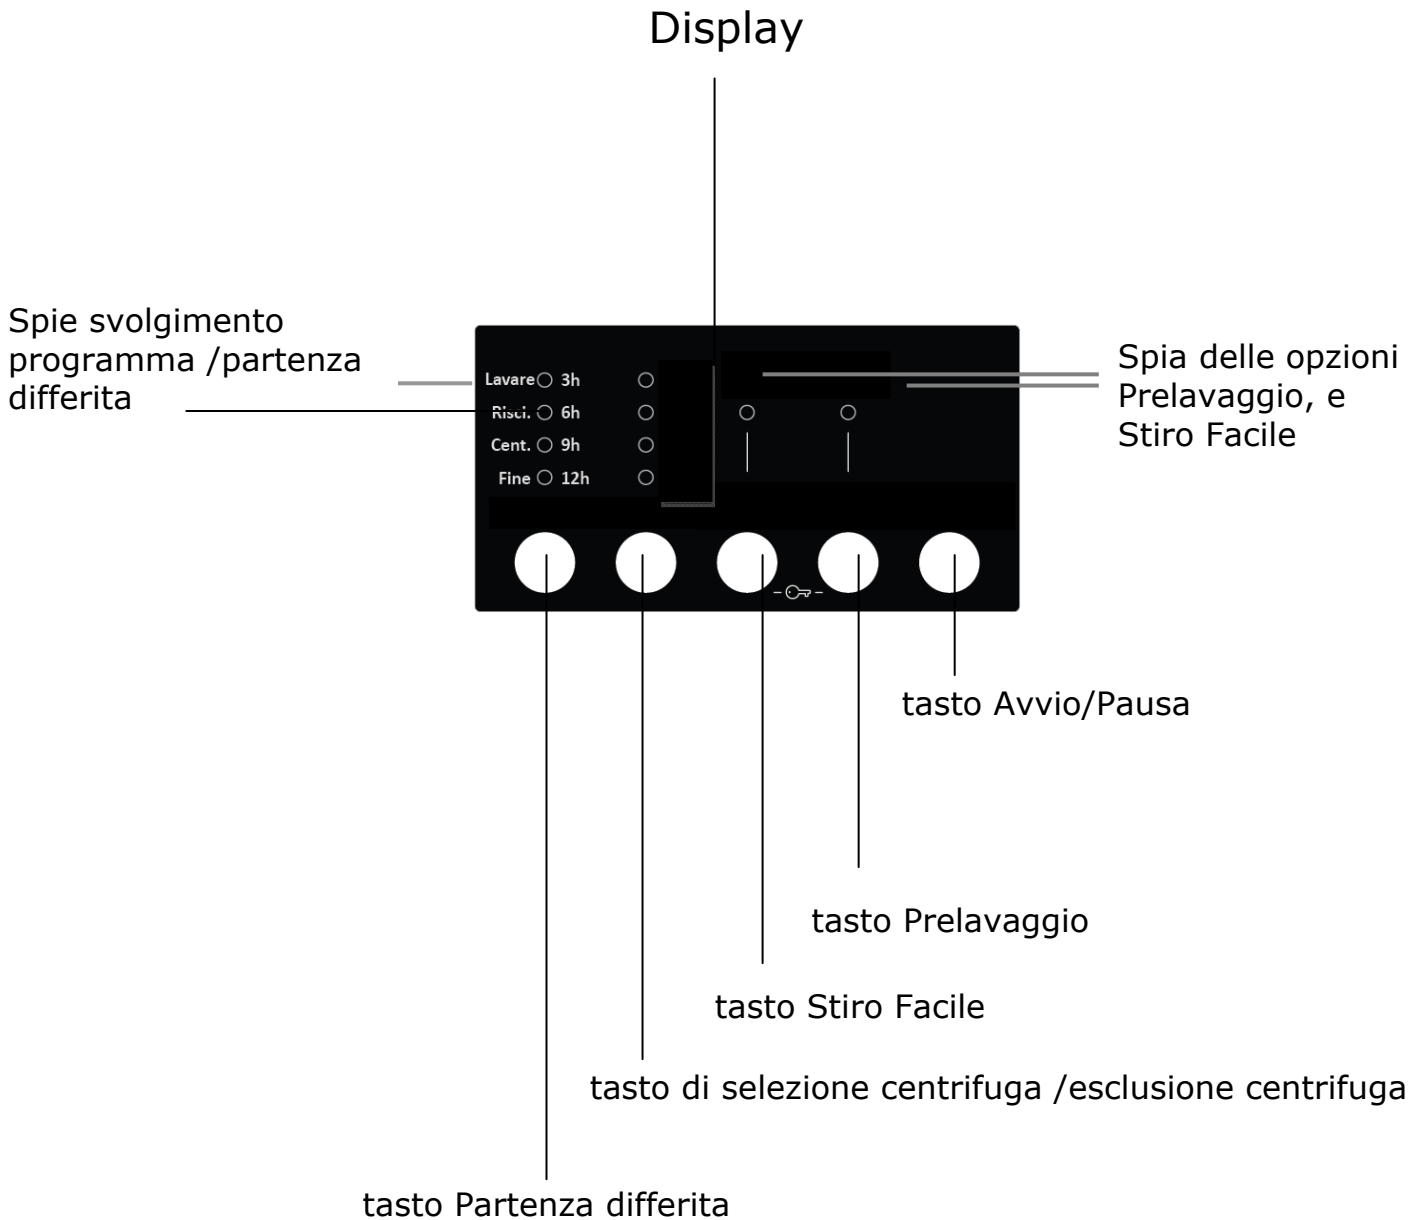 Display
Spie svolgimento
programma /partenza
differita
Lavare 3h
Risci. 6h
Cent. 9h
Fine 12h
Spia delle opzioni
Prelavaggio, e
Stiro Facile
tasto Avvio/Pausa
tasto Prelavaggio
tasto Stiro Facile
tasto di selezione centrifuga /esclusione centrifuga
tasto Partenza differita